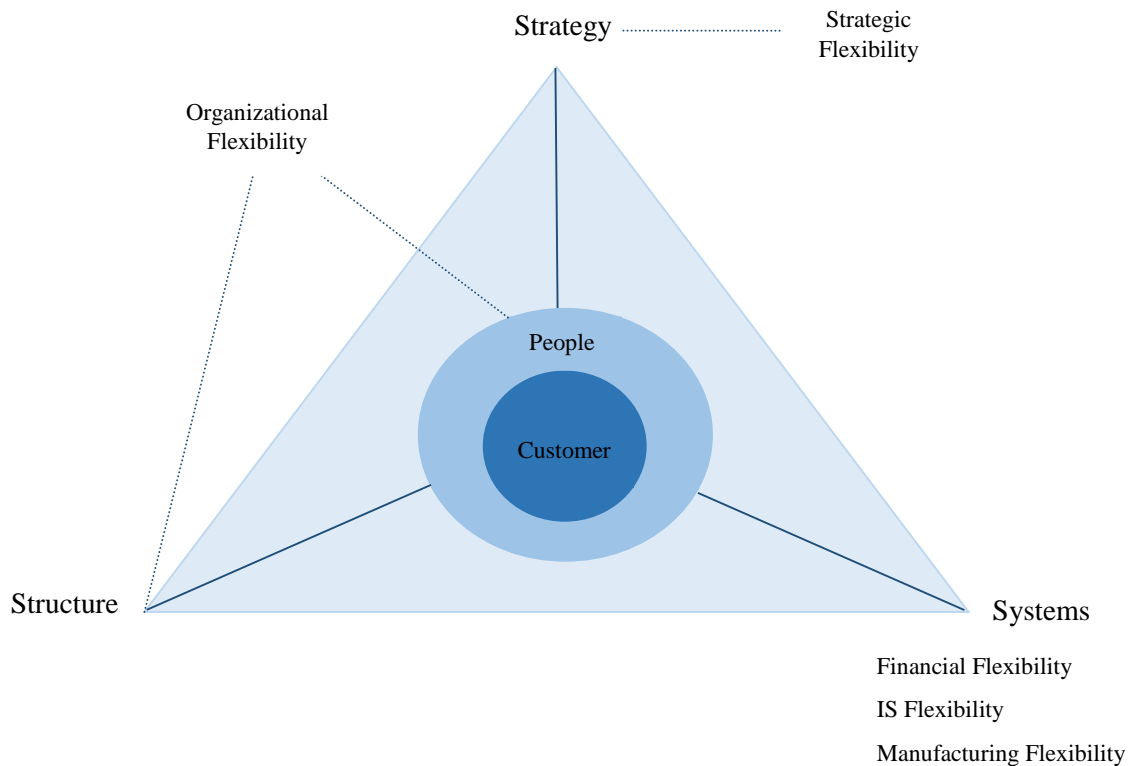 Strategy
Strategic
Flexibility
Organizational
Flexibility
People
Customer
Structure
Systems
Financial Flexibility
IS Flexibility
Manufacturing Flexibility